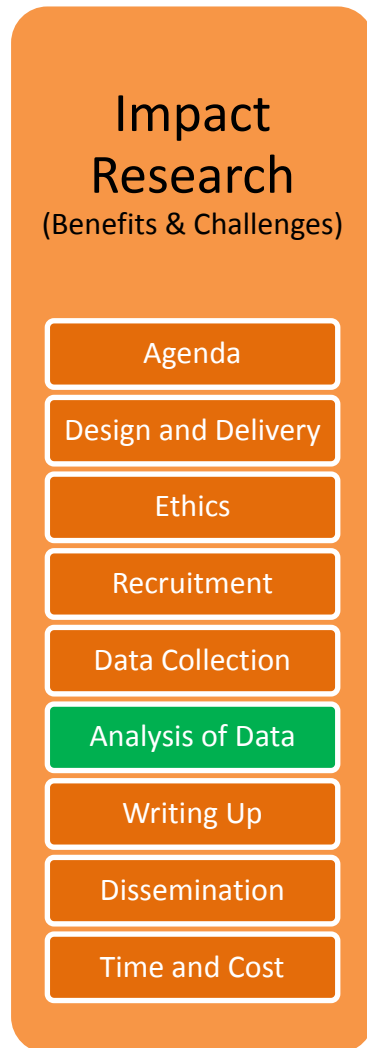 Impact
Research
(Benefits & Challenges)
Agenda
Design and Delivery
Ethics
Recruitment
Data Collection
Analysis of Data
Writing Up
Dissemination
Time and Cost